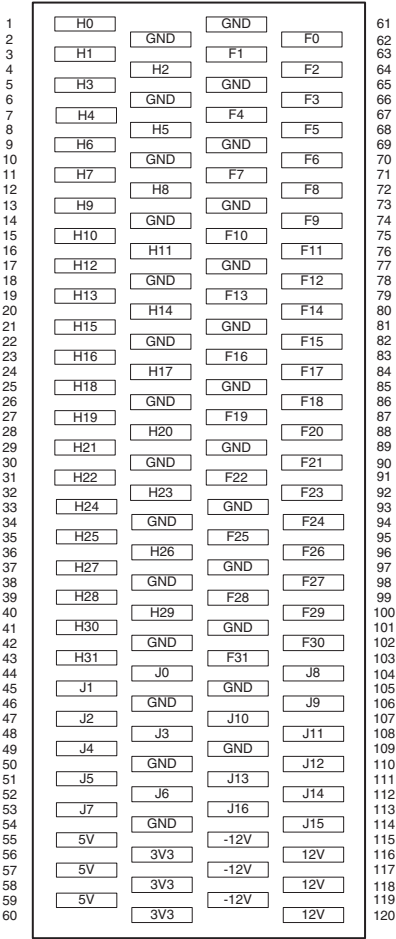 1 H0 GND 61
2 GND F0 62
3 H1 F1 63
4 H2 F2 64
5 H3 GND 65
6 GND F3 66
7 H4 F4 67
8 H5 F5 68
9 H6 GND 69
10 GND F6 70
11 H7 F7 71
12 H8 F8 72
13 H9 GND 73
14 GND F9 74
15 H10 F10 75
16 H11 F11 76
17 H12 GND 77
18 GND F12 78
19 H13 F13 79
20 H14 F14 80
21 H15 GND 81
22 GND F15 82
23 H16 F16 83
24 H17 F17 84
25 H18 GND 85
26 GND F18 86
27 H19 F19 87
28 H20 F20 88
29 H21 GND 89
30 GND F21 90
31 H22 F22 91
32 H23 F23 92
33 H24 GND 93
34 GND F24 94
35 H25 F25 95
36 H26 F26 96
37 H27 GND 97
38 GND F27 98
39 H28 F28 99
40 H29 F29 100
41 H30 GND 101
42 GND F30 102
43 H31 F31 103
44 J0 J8 104
45 J1 GND 105
46 GND J9 106
47 J2 J10 107
48 J3 J11 108
49 J4 GND 109
50 GND J12 110
51 J5 J13 111
52 J6 J14 112
53 J7 J16 113
54 GND J15 114
55 5V -12V 115
56 3V3 12V 116
57 5V -12V 117
58 3V3 12V 118
59 5V -12V 119
60 3V3 12V 120